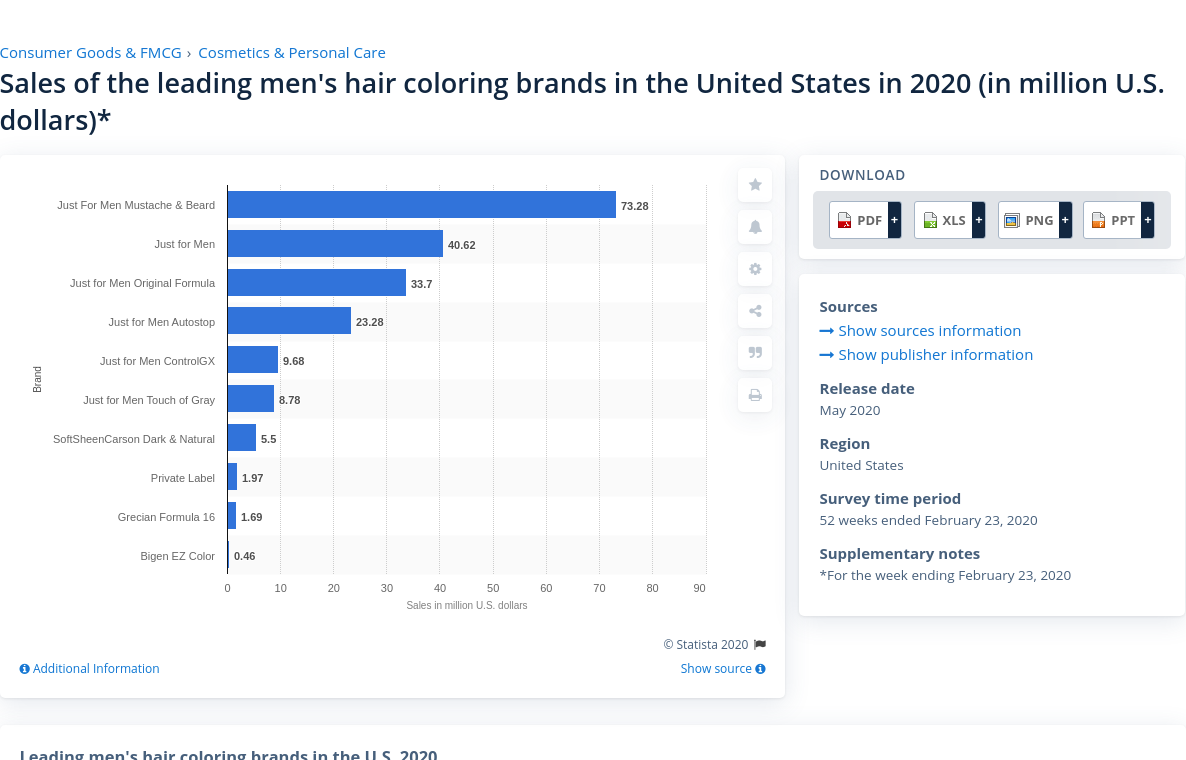 Consumer Goods & FMCG › Cosmetics & Personal Care
Sales of the leading men's hair coloring brands in the United States in 2020 (in million U.S.
dollars)*
Brand
Just For Men Mustache & Beard 73.28
Just for Men 40.62
Just for Men Original Formula 33.7
Just for Men Autostop 23.28
Just for Men ControlGX 9.68
Just for Men Touch of Gray 8.78
SoftSheenCarson Dark & Natural 5.5
Private Label 1.97
Grecian Formula 16 1.69
Bigen EZ Color 0.46
0 10 20 30 40 50 60 70 80 90
Sales in million U.S. dollars
© Statista 2020
Additional Information
Show source
DOWNLOAD
PDF + XLS + PNG + PPT +
Sources
Show sources information
Show publisher information
Release date
May 2020
Region
United States
Survey time period
52 weeks ended February 23, 2020
Supplementary notes
*For the week ending February 23, 2020
Leading men's hair coloring brands in the U.S. 2020